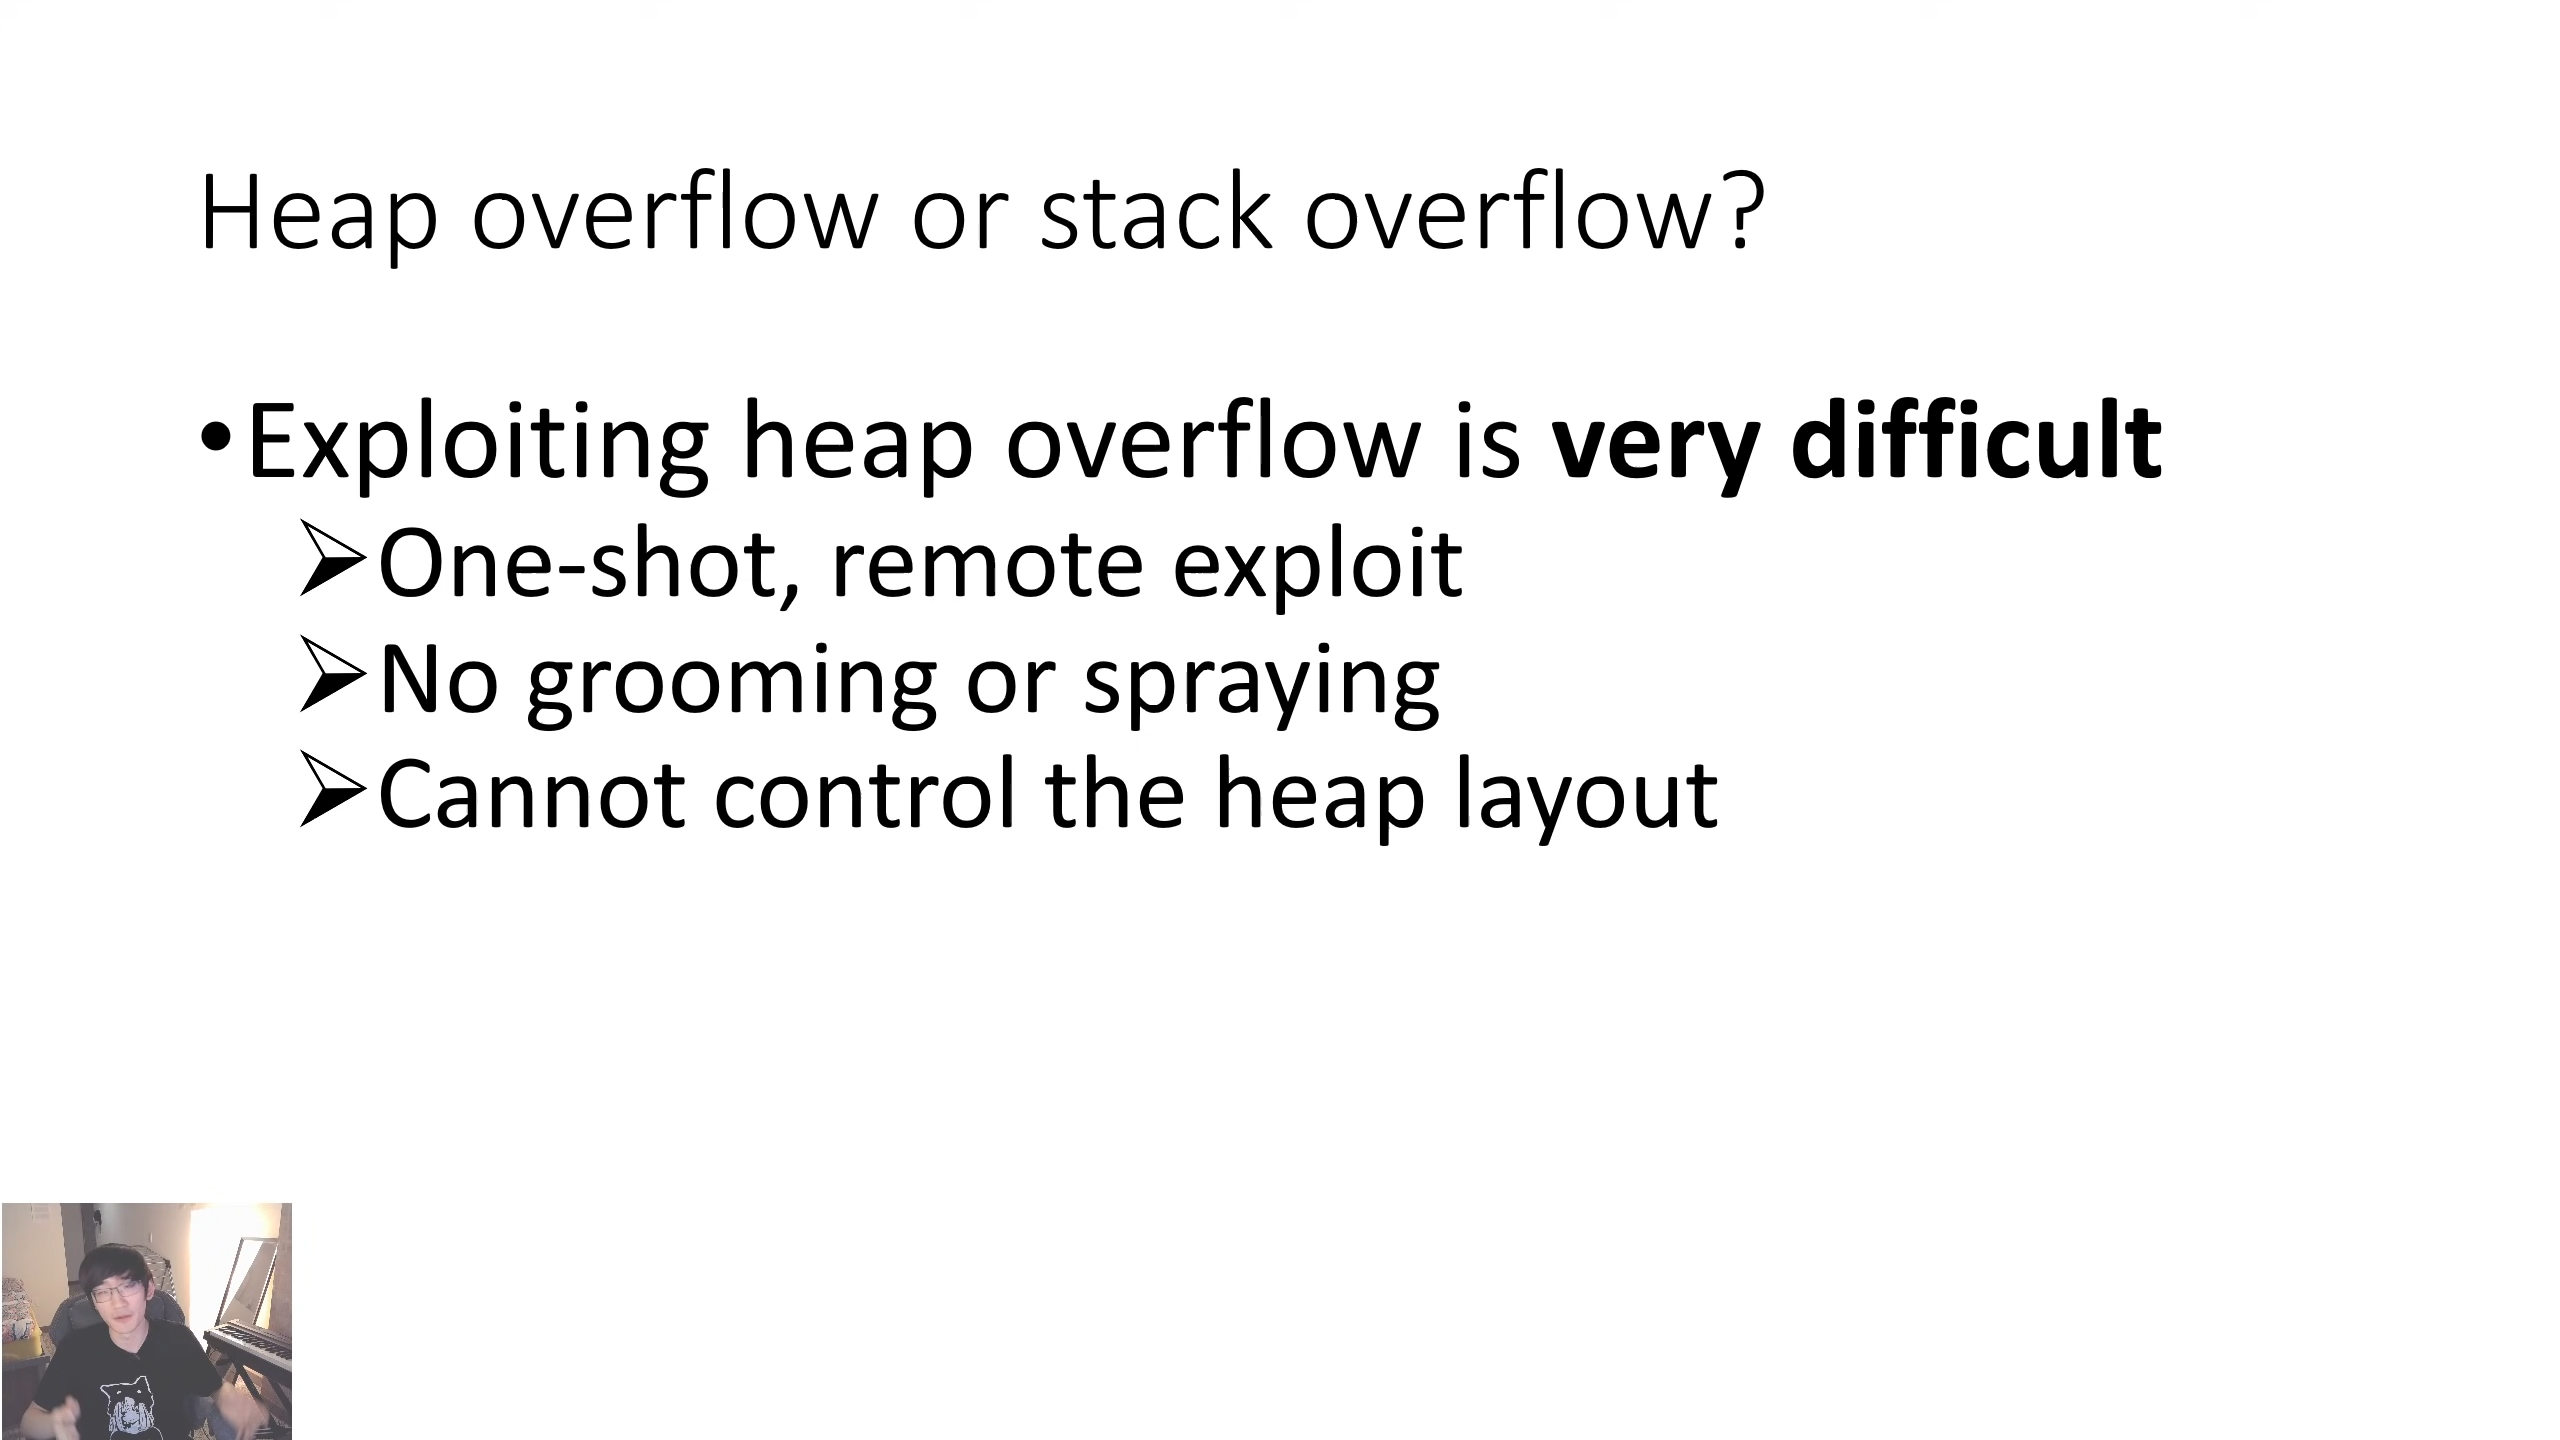 Heap overflow or stack overflow?
•Exploiting heap overflow is very difficult
➢One-shot, remote exploit
➢No grooming or spraying
➢Cannot control the heap layout